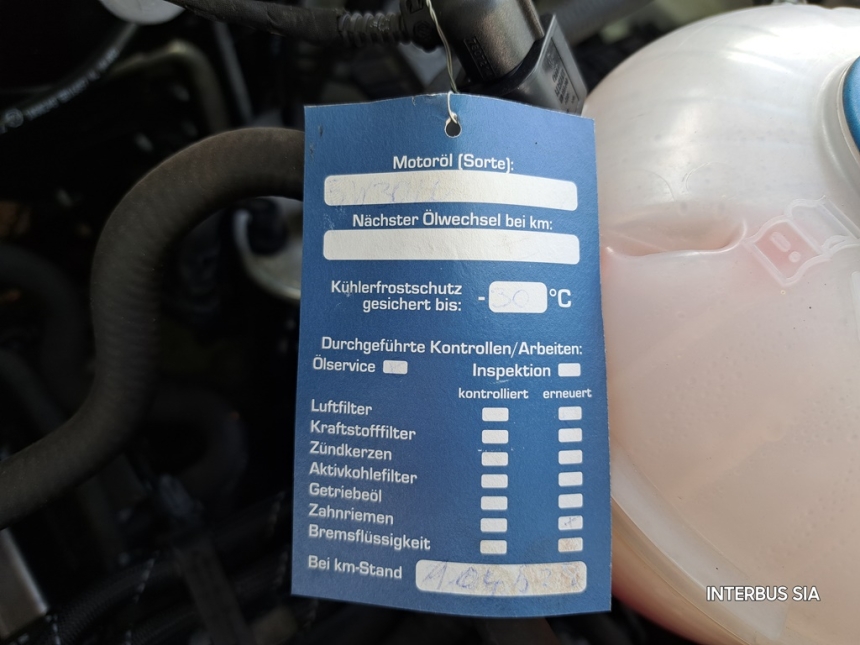 Motoröl (Sorte):
Nächster Ölwechsel bei km:
Kühlerfrostschutz
gesichert bis: -30 °C
Durchgeführte Kontrollen/Arbeiten:
Ölservice Inspektion
kontrolliert erneuert
Luftfilter
Kraftstofffilter
Zündkerzen
Aktivkohlefilter
Getriebeöl
Zahnriemen
Bremsflüssigkeit
Bei km-Stand
INTERBUS SIA